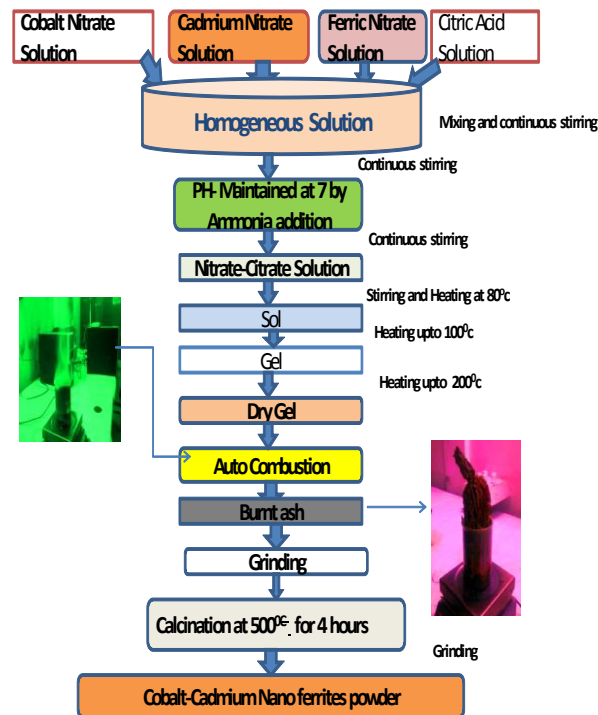 Cobalt Nitrate
Solution
Cadmium Nitrate
Solution
Ferric Nitrate
Solution
Citric Acid
Solution
Homogeneous Solution
Mixing and continuous stirring
Continuous stirring
PH- Maintained at 7 by
Ammonia addition
Continuous stirring
Nitrate-Citrate Solution
Stirring and Heating at 80⁰c
Sol
Heating upto 100⁰c
Gel
Heating upto 200⁰c
Dry Gel
Auto Combustion
Burnt ash
Grinding
Calcination at 500⁰ᶜ for 4 hours
Grinding
Cobalt-Cadmium Nano ferrites powder